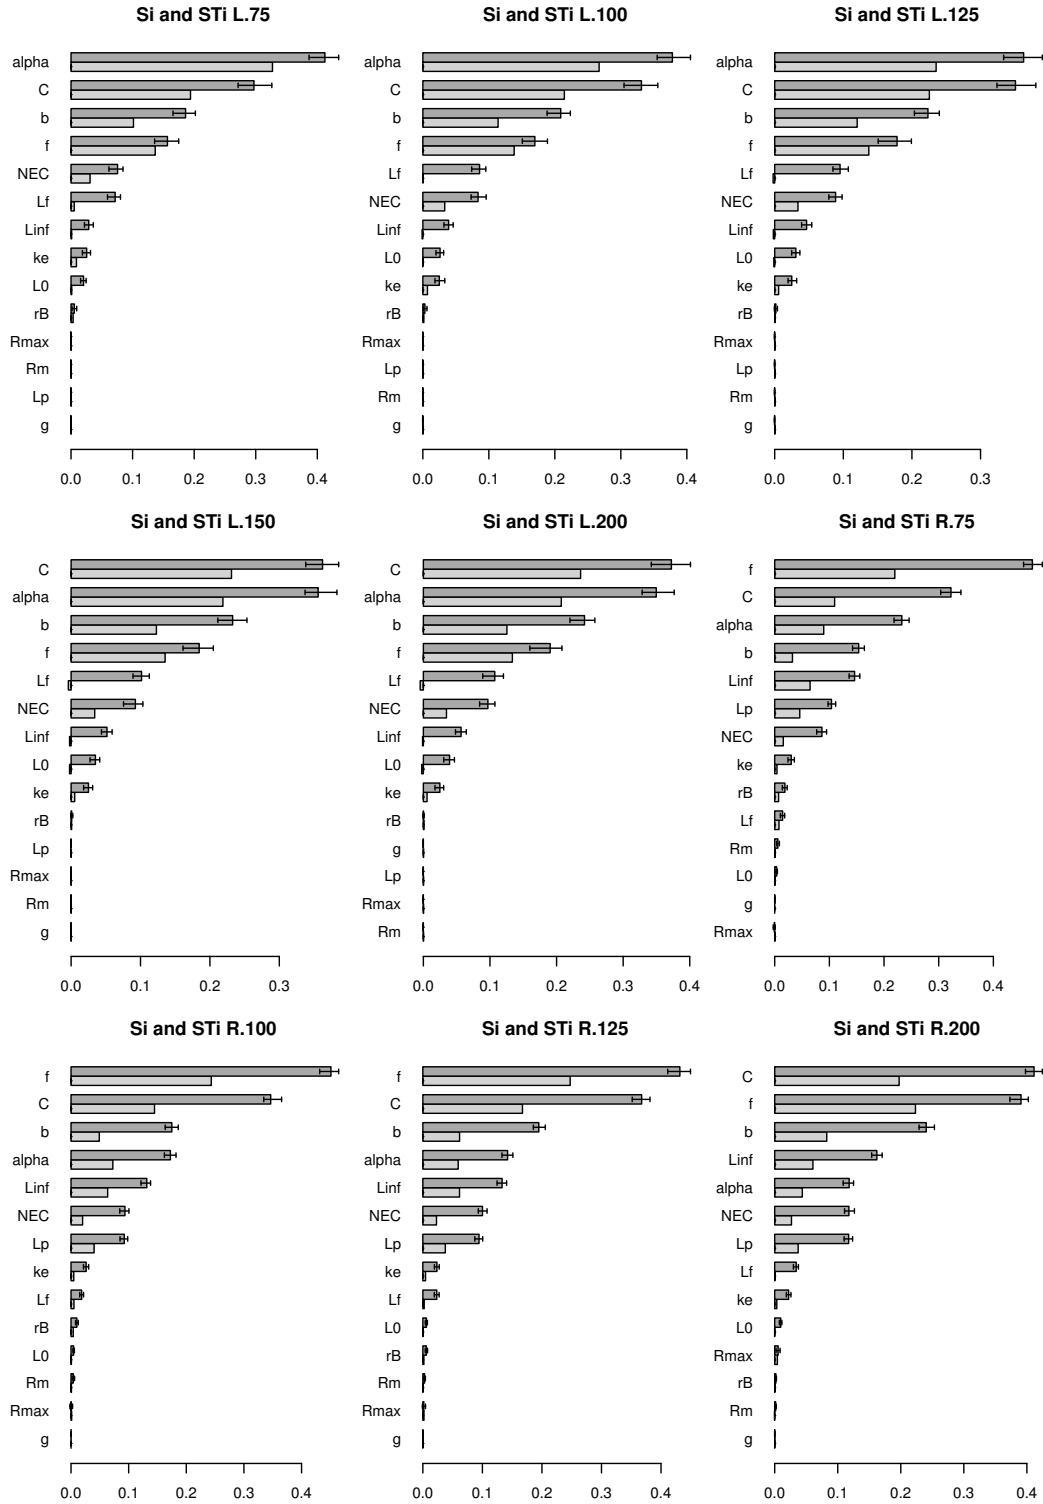 Si and STi L.75
alpha
C
b
f
NEC
Lf
Linf
ke
L0
rB
Rmax
Rm
Lp
g
0.0 0.1 0.2 0.3 0.4
Si and STi L.100
alpha
C
b
f
Lf
NEC
Linf
L0
ke
rB
Rmax
Lp
Rm
g
0.0 0.1 0.2 0.3 0.4
Si and STi L.125
alpha
C
b
f
Lf
NEC
Linf
L0
ke
rB
Rmax
Lp
Rm
g
0.0 0.1 0.2 0.3
Si and STi L.150
C
alpha
b
f
Lf
NEC
Linf
L0
ke
rB
Lp
Rmax
Rm
g
0.0 0.1 0.2 0.3
Si and STi L.200
C
alpha
b
f
Lf
NEC
Linf
L0
ke
rB
g
Lp
Rmax
Rm
0.0 0.1 0.2 0.3 0.4
Si and STi R.75
f
C
alpha
b
Linf
Lp
NEC
ke
rB
Lf
Rm
L0
g
Rmax
0.0 0.1 0.2 0.3 0.4
Si and STi R.100
f
C
b
alpha
Linf
NEC
Lp
ke
Lf
rB
L0
Rm
Rmax
g
0.0 0.1 0.2 0.3 0.4
Si and STi R.125
f
C
b
alpha
Linf
NEC
Lp
ke
Lf
L0
rB
Rm
Rmax
g
0.0 0.1 0.2 0.3 0.4
Si and STi R.200
C
f
b
Linf
alpha
NEC
Lp
Lf
ke
L0
Rmax
rB
Rm
g
0.0 0.1 0.2 0.3 0.4